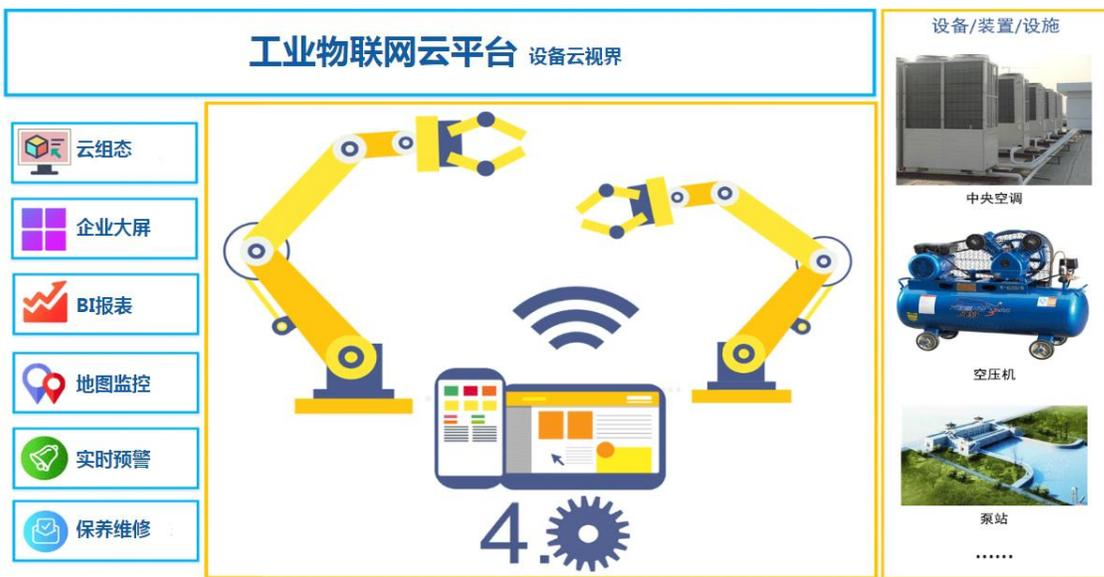 工业物联网云平台 设备云视界
云组态
企业大屏
BI报表
地图监控
实时预警
保养维修
4.
设备/装置/设施
中央空调
空压机
泵站
......